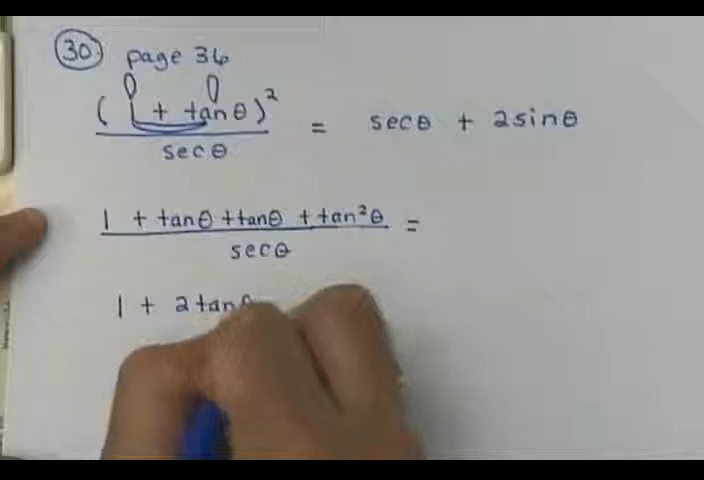 30. page 36
(1 + tanθ)² / secθ = secθ + 2sinθ
1 + tanθ + tanθ + tan²θ / secθ =
1 + 2tan